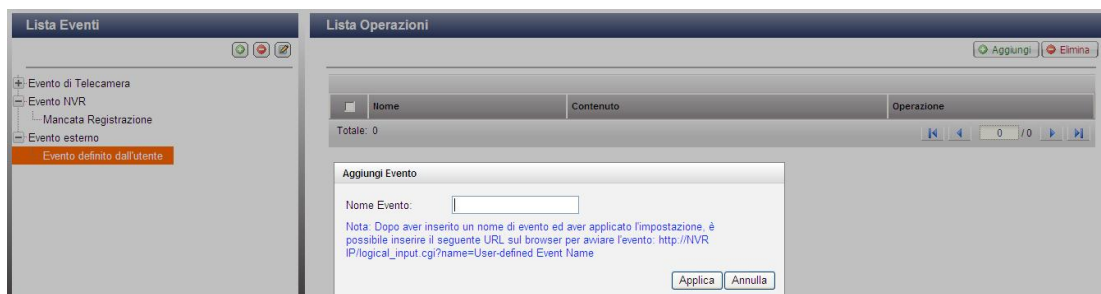 Lista Eventi
Evento di Telecamera
Evento NVR
Mancata Registrazione
Evento esterno
Evento definito dall'utente
Lista Operazioni
Aggiungi Elimina
Nome Contenuto Operazione
Totale: 0 0 /0
Aggiungi Evento
Nome Evento:
Nota: Dopo aver inserito un nome di evento ed aver applicato l'impostazione, è
possibile inserire il seguente URL sul browser per avviare l'evento: http://NVR
IP/logical_input.cgi?name=User-defined Event Name
Applica Annulla